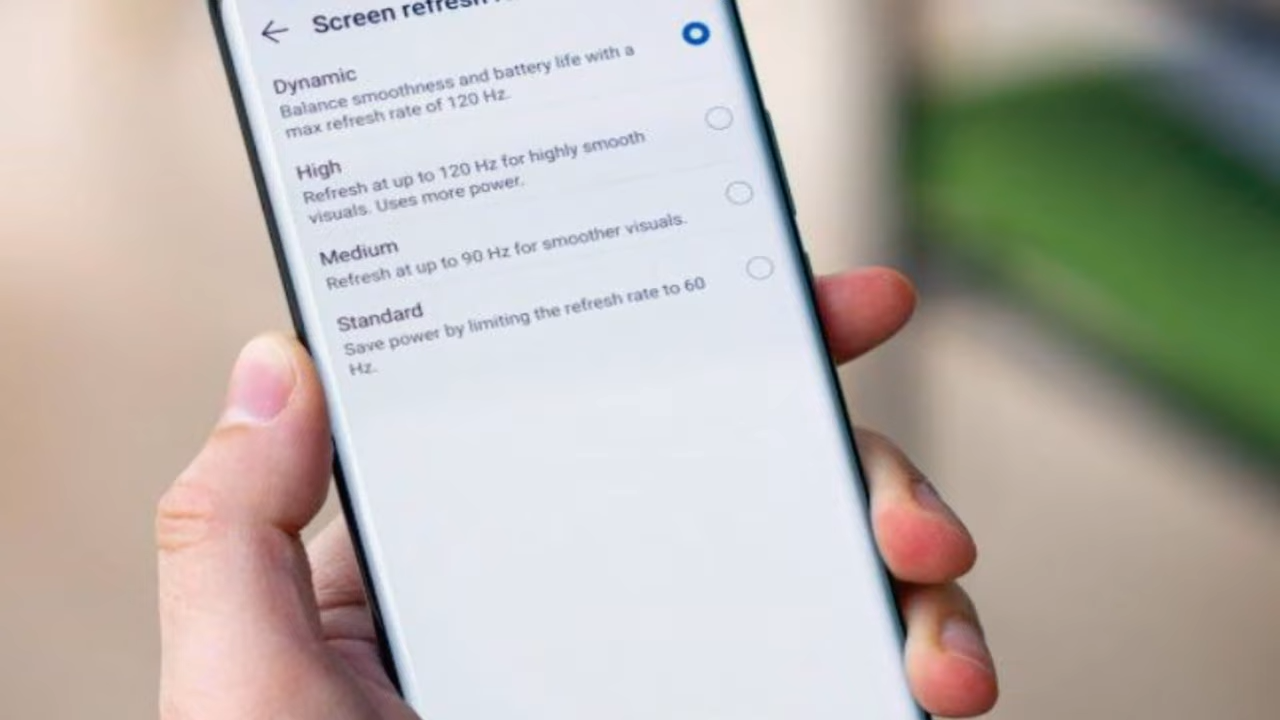 Screen refresh
Dynamic
Balance smoothness and battery life with a
max refresh rate of 120 Hz.
High
Refresh at up to 120 Hz for highly smooth
visuals. Uses more power.
Medium
Refresh at up to 90 Hz for smoother visuals.
Standard
Save power by limiting the refresh rate to 60
Hz.